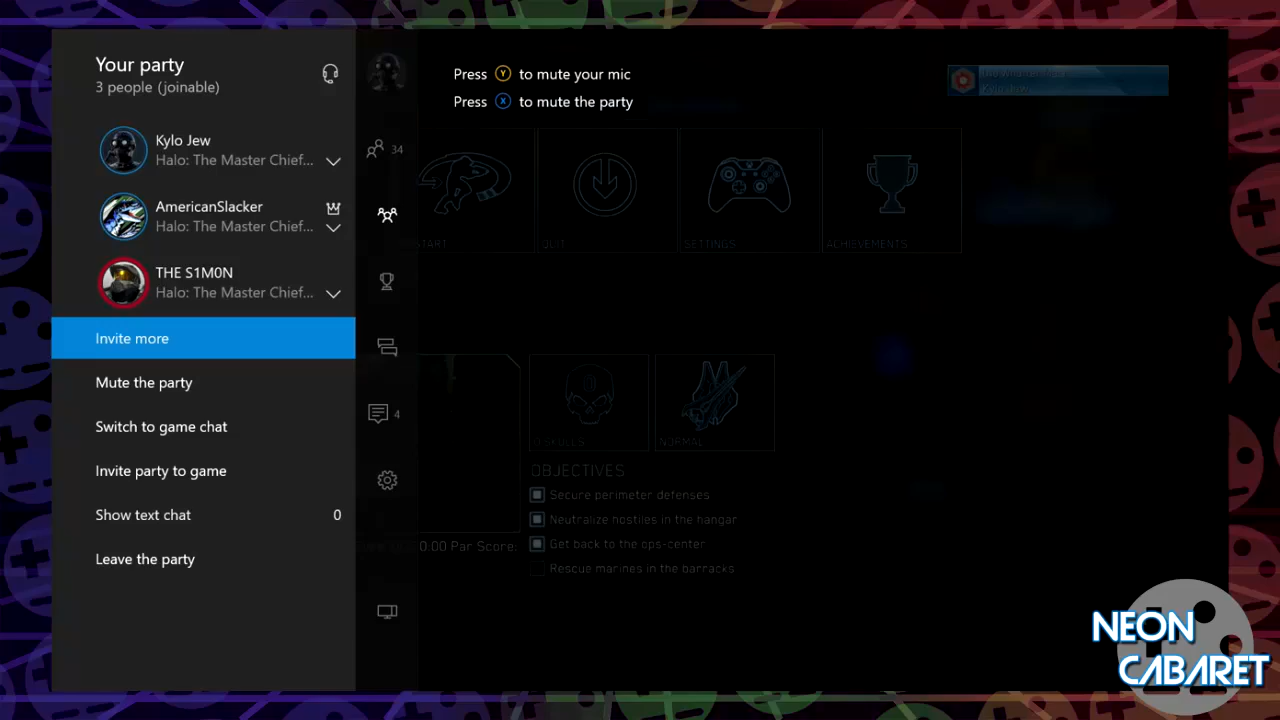 Your party
3 people (joinable)
Kylo Jew
Halo: The Master Chief...
AmericanSlacker
Halo: The Master Chief...
THE S1M0N
Halo: The Master Chief...
Invite more
Mute the party
Switch to game chat
Invite party to game
Show text chat 0
Leave the party
34
4
Press Y to mute your mic
Press X to mute the party
START
QUIT
SETTINGS
ACHIEVEMENTS
SKULLS
NORMAL
OBJECTIVES
Secure perimeter defenses
Neutralize hostiles in the hangar
Get back to the ops-center
Rescue marines in the barracks
0:00 Par Score:
NEON
CABARET